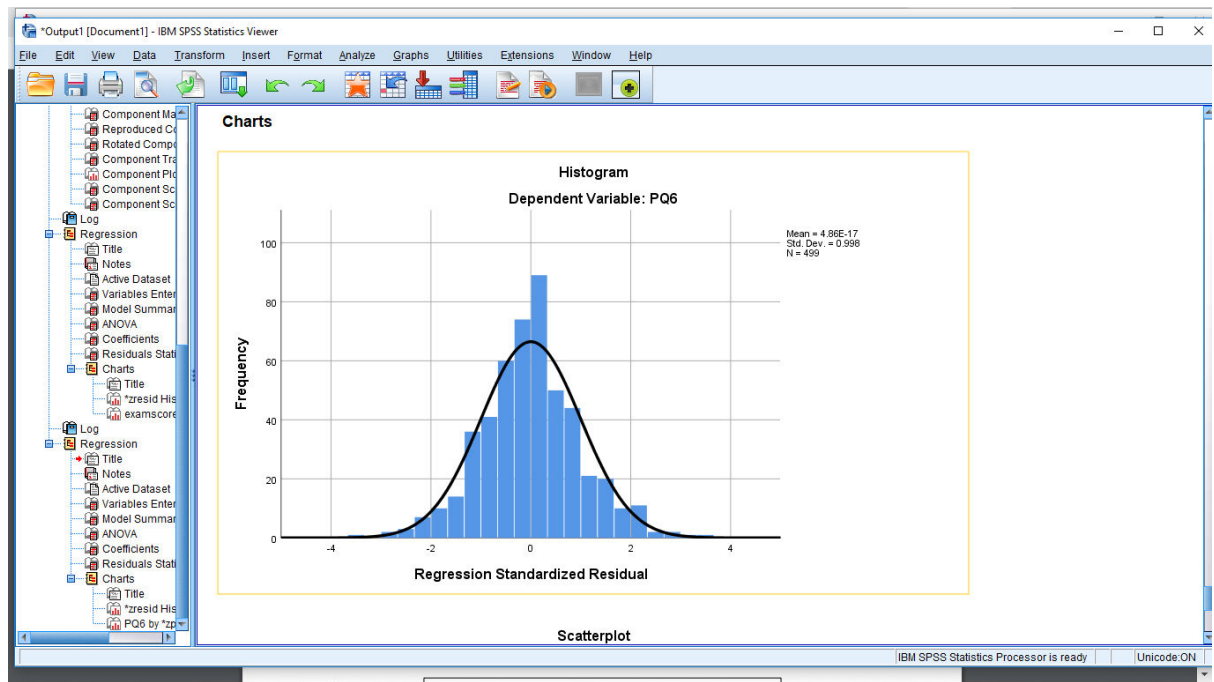 *Output1 [Document1] - IBM SPSS Statistics Viewer
File Edit View Data Transform Insert Format Analyze Graphs Utilities Extensions Window Help
Component Ma
Reproduced Co
Rotated Compo
Component Tra
Component Plo
Component Sc
Component Sc
Log
Regression
Title
Notes
Active Dataset
Variables Enter
Model Summar
ANOVA
Coefficients
Residuals Stati
Charts
Title
*zresid His
examscore
Log
Regression
Title
Notes
Active Dataset
Variables Enter
Model Summar
ANOVA
Coefficients
Residuals Stati
Charts
Title
*zresid His
PQ6 by *zp
Charts
Histogram
Dependent Variable: PQ6
Mean = 4.86E-17
Std. Dev. = 0.998
N = 499
100
80
60
40
20
0
Frequency
-4 -2 0 2 4
Regression Standardized Residual
Scatterplot
IBM SPSS Statistics Processor is ready Unicode:ON